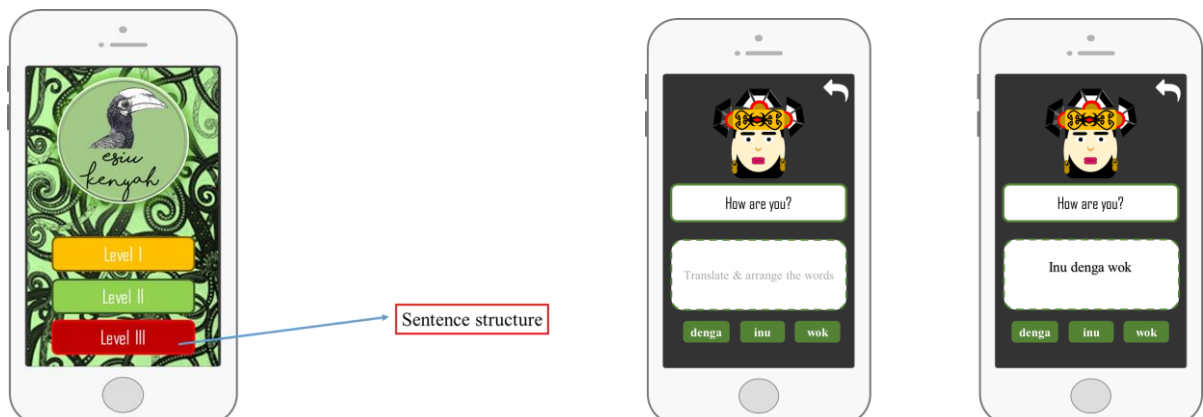 esiu
kenyah
Level I
Level II
Level III
Sentence structure
How are you?
Translate & arrange the words
denga inu wok
How are you?
Inu denga wok
denga inu wok